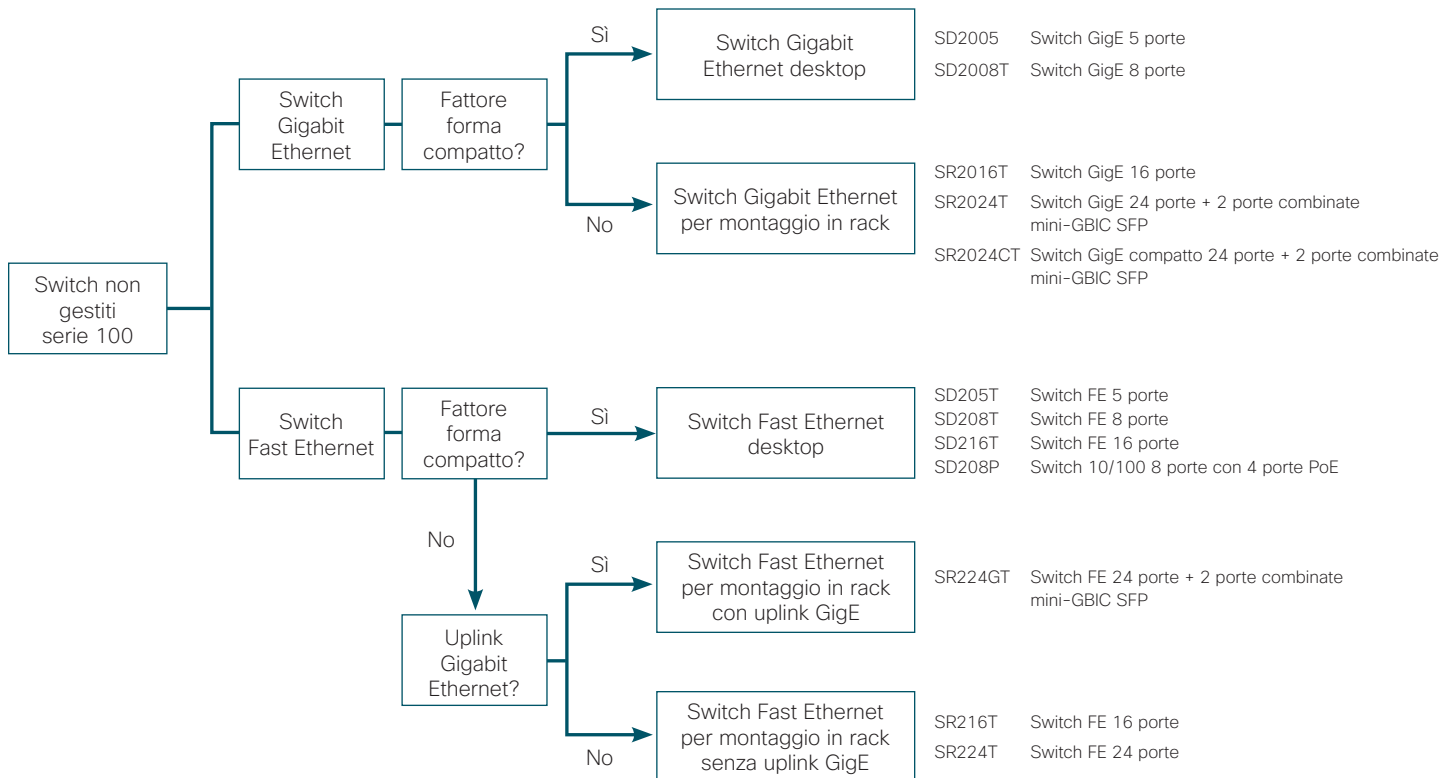 Switch non
gestiti
serie 100
Switch
Gigabit
Ethernet
Fattore
forma
compatto?
Sì
Switch Gigabit
Ethernet desktop
SD2005 Switch GigE 5 porte
SD2008T Switch GigE 8 porte
No
Switch Gigabit Ethernet
per montaggio in rack
SR2016T Switch GigE 16 porte
SR2024T Switch GigE 24 porte + 2 porte combinate
mini-GBIC SFP
SR2024CT Switch GigE compatto 24 porte + 2 porte combinate
mini-GBIC SFP
Switch
Fast Ethernet
Fattore
forma
compatto?
Sì
Switch Fast Ethernet
desktop
SD205T Switch FE 5 porte
SD208T Switch FE 8 porte
SD216T Switch FE 16 porte
SD208P Switch 10/100 8 porte con 4 porte PoE
No
Uplink
Gigabit
Ethernet?
Sì
Switch Fast Ethernet
per montaggio in rack
con uplink GigE
SR224GT Switch FE 24 porte + 2 porte combinate
mini-GBIC SFP
No
Switch Fast Ethernet
per montaggio in rack
senza uplink GigE
SR216T Switch FE 16 porte
SR224T Switch FE 24 porte